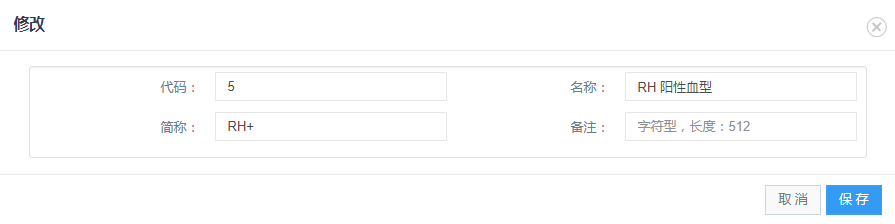 修改
代码： 5 名称： RH 阳性血型
简称： RH+ 备注： 字符型，长度：512
取 消 保 存